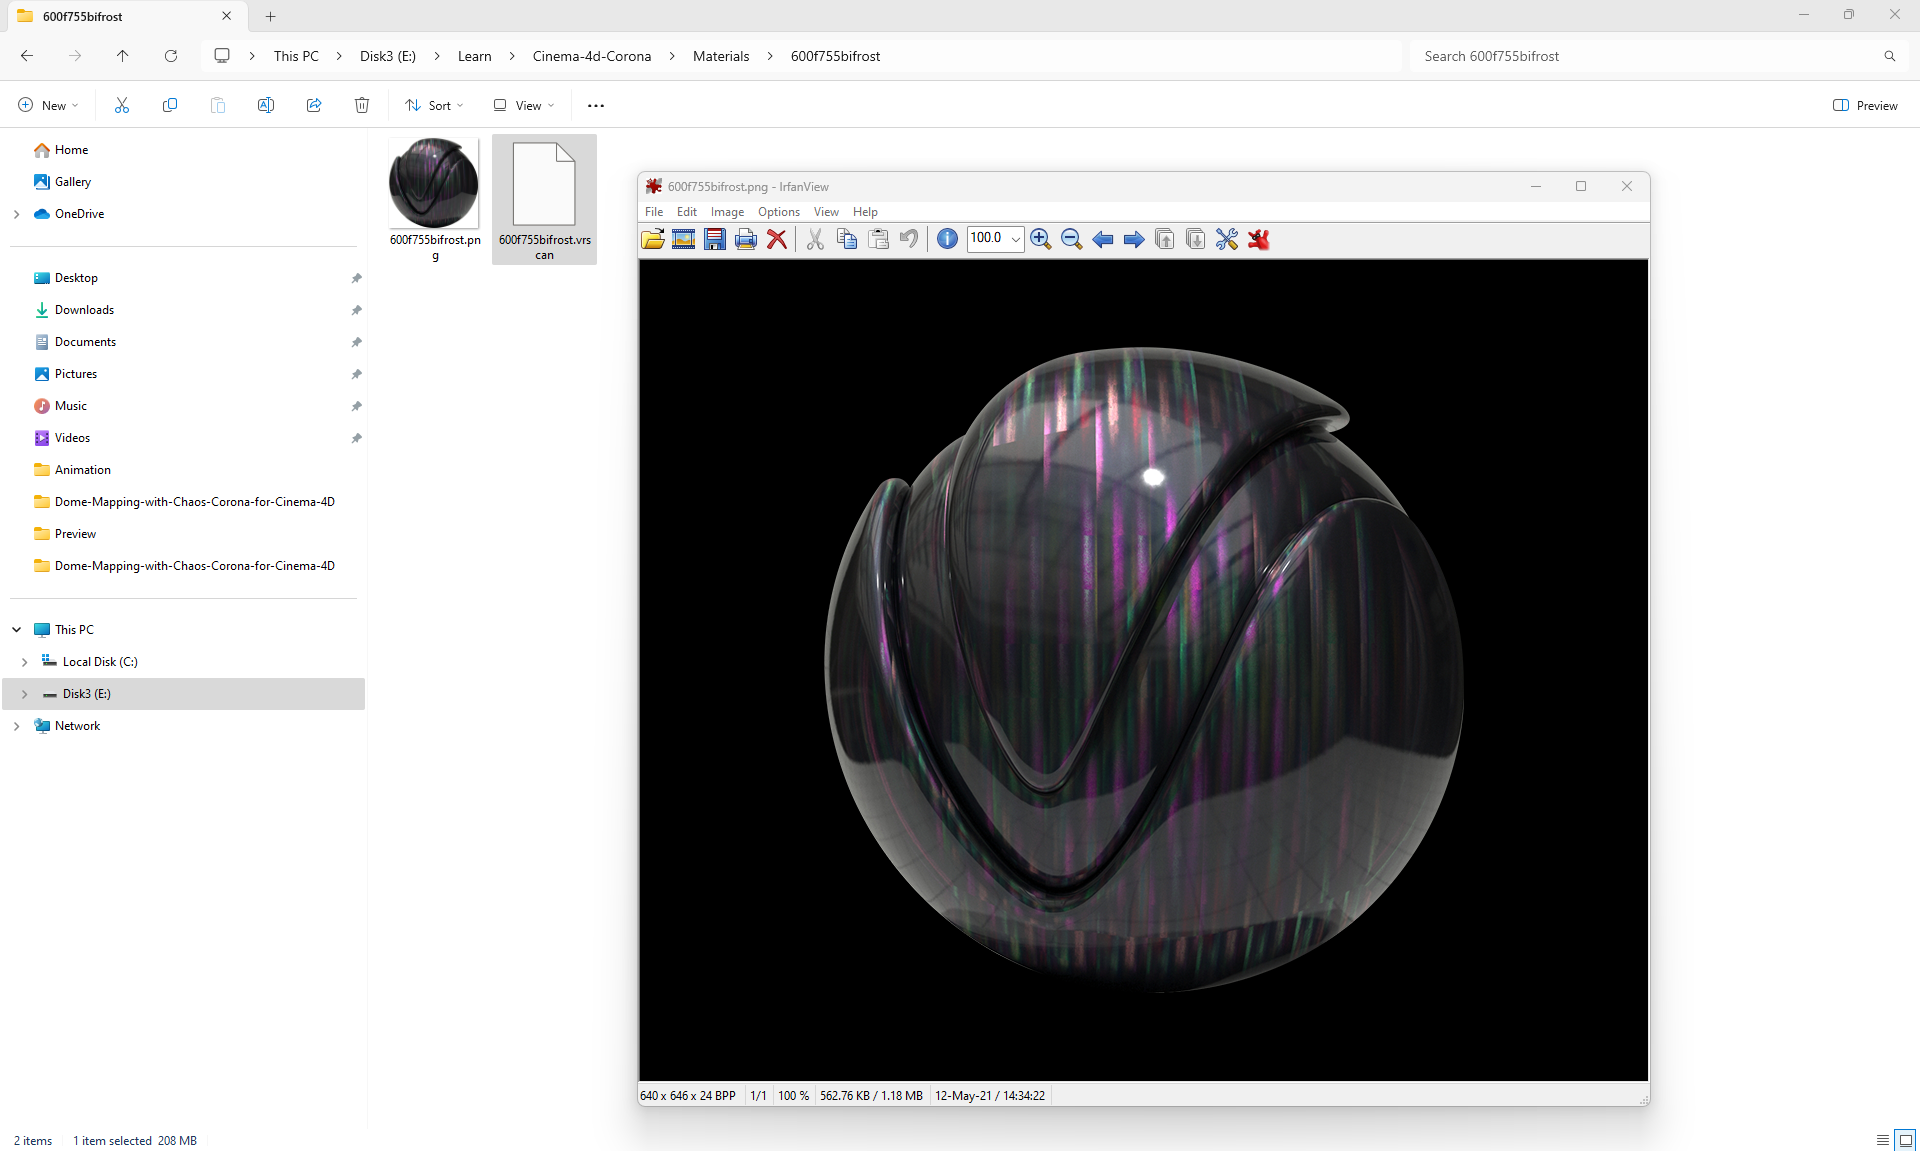 600f755bifrost
This PC
Disk3 (E:)
Learn
Cinema-4d-Corona
Materials
600f755bifrost
Search 600f755bifrost
New
Sort
View
Preview
Home
Gallery
OneDrive
Desktop
Downloads
Documents
Pictures
Music
Videos
Animation
Dome-Mapping-with-Chaos-Corona-for-Cinema-4D
Preview
Dome-Mapping-with-Chaos-Corona-for-Cinema-4D
This PC
Local Disk (C:)
Disk3 (E:)
Network
600f755bifrost.pn
g
600f755bifrost.vrs
can
600f755bifrost.png - IrfanView
File Edit Image Options View Help
100.0
640 x 646 x 24 BPP 1/1 100 % 562.76 KB / 1.18 MB 12-May-21 / 14:34:22
2 items 1 item selected 208 MB